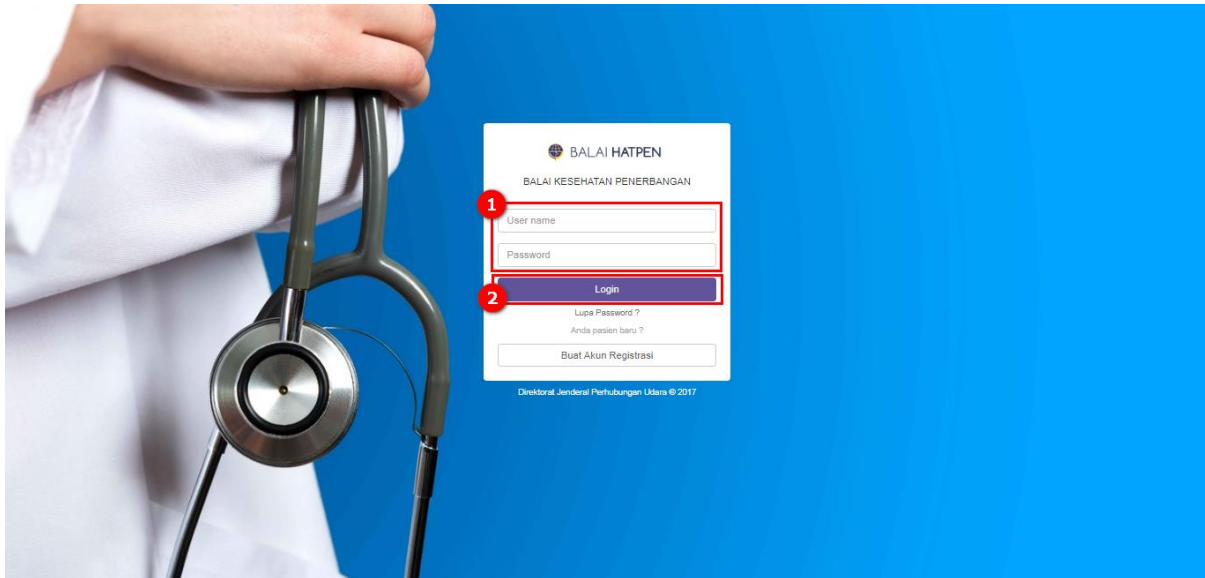 BALAI HATPEN
BALAI KESEHATAN PENERBANGAN
1
User name
Password
2
Login
Lupa Password ?
Anda pasien baru ?
Buat Akun Registrasi
Direktorat Jenderal Perhubungan Udara © 2017